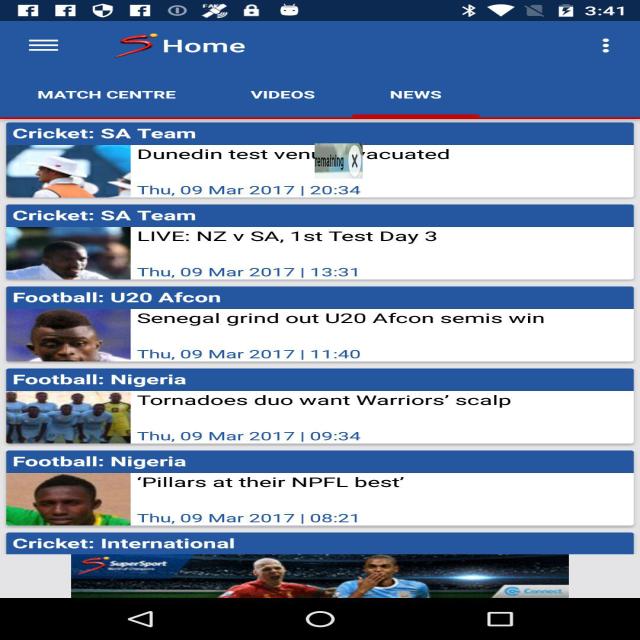 3:41
Home
MATCH CENTRE VIDEOS NEWS
Cricket: SA Team
Dunedin test remaining X vacuated
Thu, 09 Mar 2017 | 20:34
Cricket: SA Team
LIVE: NZ v SA, 1st Test Day 3
Thu, 09 Mar 2017 | 13:31
Football: U20 Afcon
Senegal grind out U20 Afcon semis win
Thu, 09 Mar 2017 | 11:40
Football: Nigeria
Tornadoes duo want Warriors’ scalp
Thu, 09 Mar 2017 | 09:34
Football: Nigeria
‘Pillars at their NPFL best’
Thu, 09 Mar 2017 | 08:21
Cricket: International
SuperSport
Connect